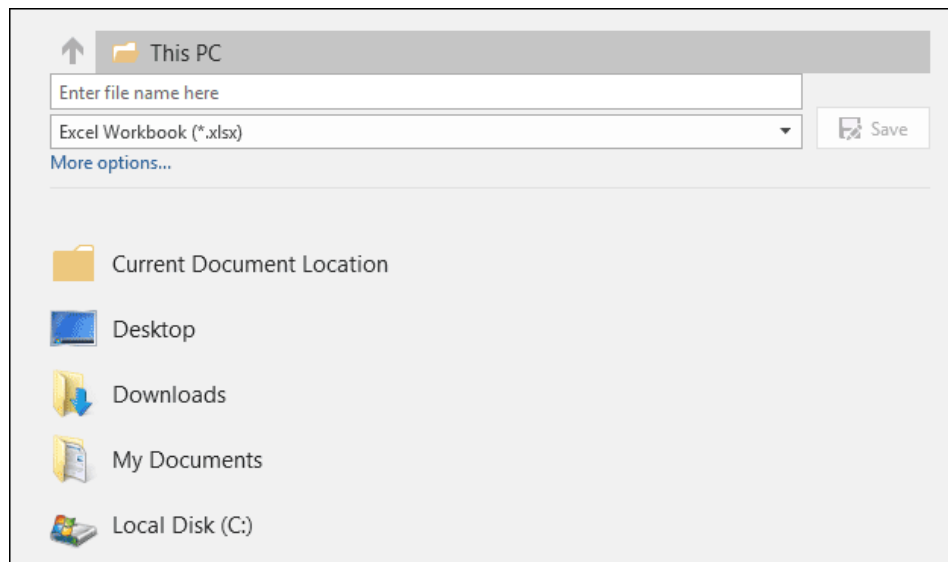 This PC
Enter file name here
Excel Workbook (*.xlsx)
Save
More options...
Current Document Location
Desktop
Downloads
My Documents
Local Disk (C:)